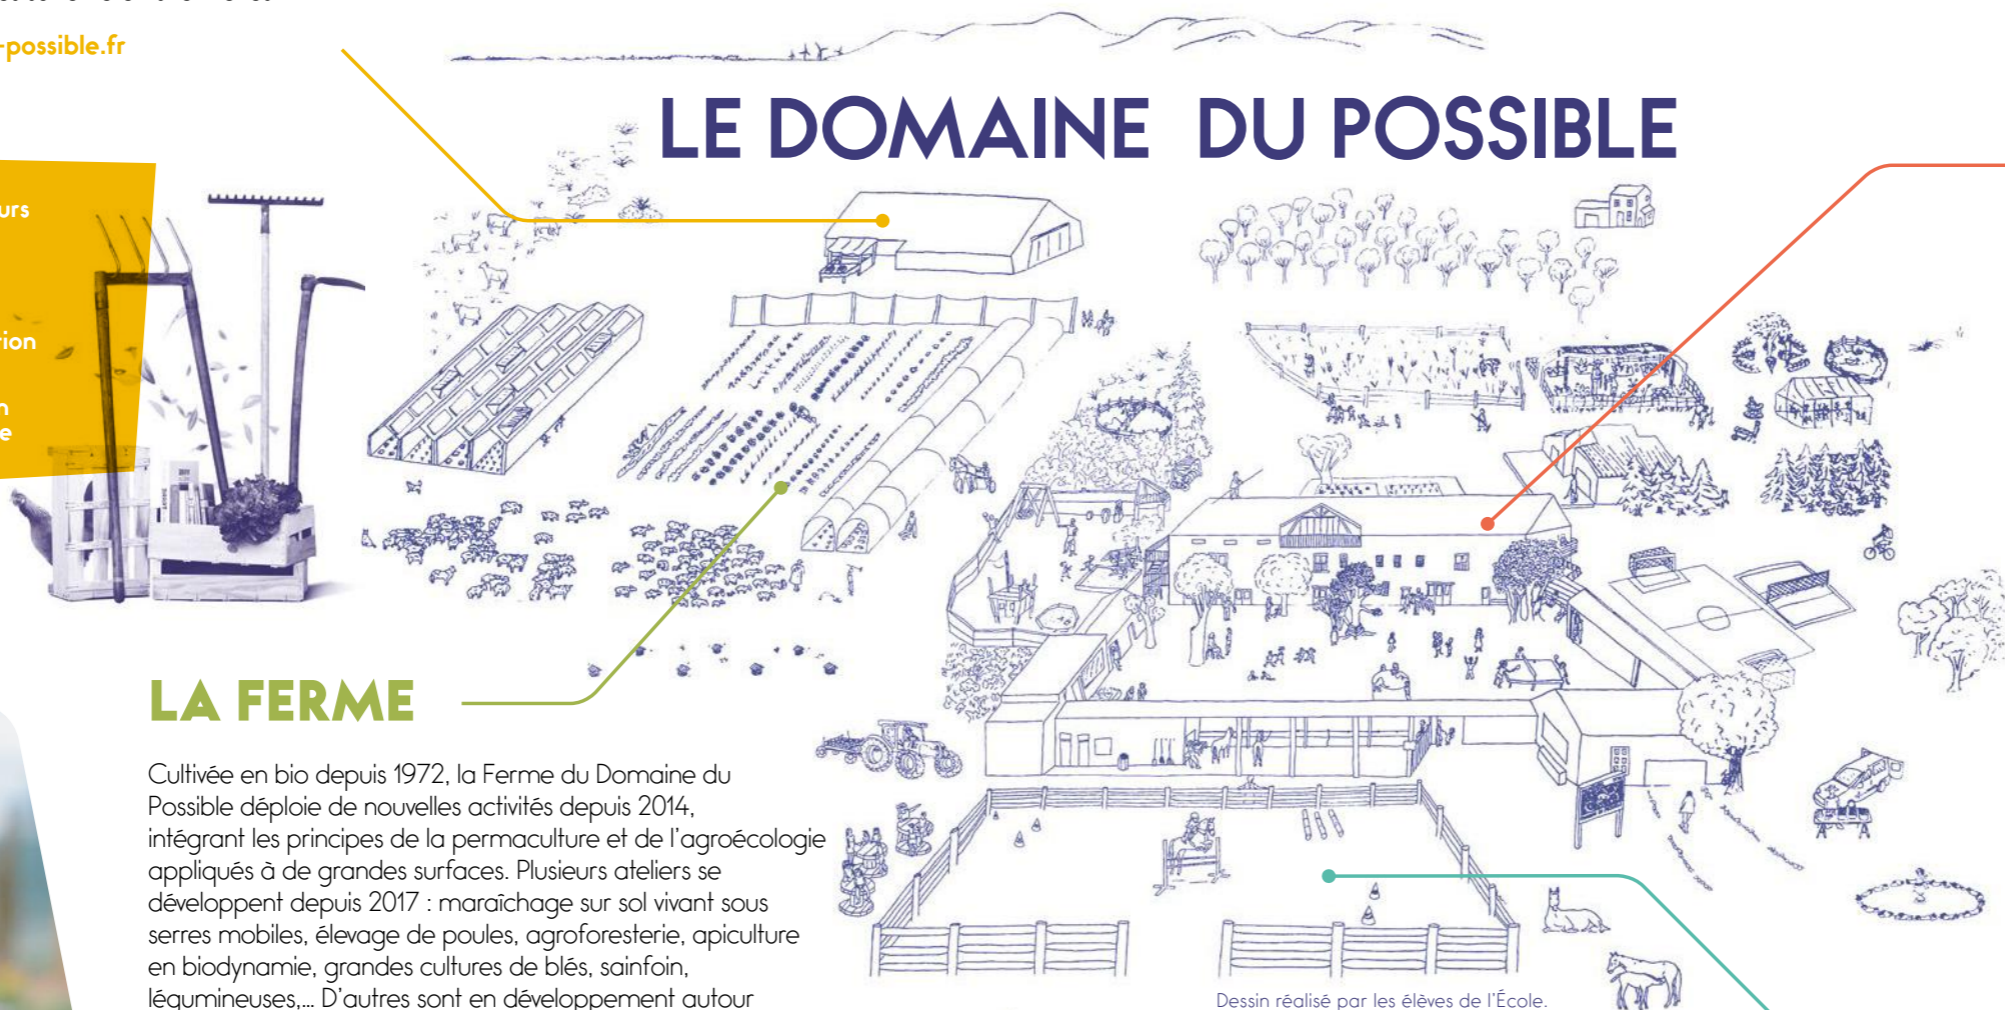 -possible.fr
LE DOMAINE DU POSSIBLE
urs
tion
n
e
LA FERME
Cultivée en bio depuis 1972, la Ferme du Domaine du
Possible déploie de nouvelles activités depuis 2014,
intégrant les principes de la permaculture et de l'agroécologie
appliqués à de grandes surfaces. Plusieurs ateliers se
développent depuis 2017 : maraîchage sur sol vivant sous
serres mobiles, élevage de poules, agroforesterie, apiculture
en biodynamie, grandes cultures de blés, sainfoin,
légumineuses,... D'autres sont en développement autour
Dessin réalisé par les élèves de l'École.